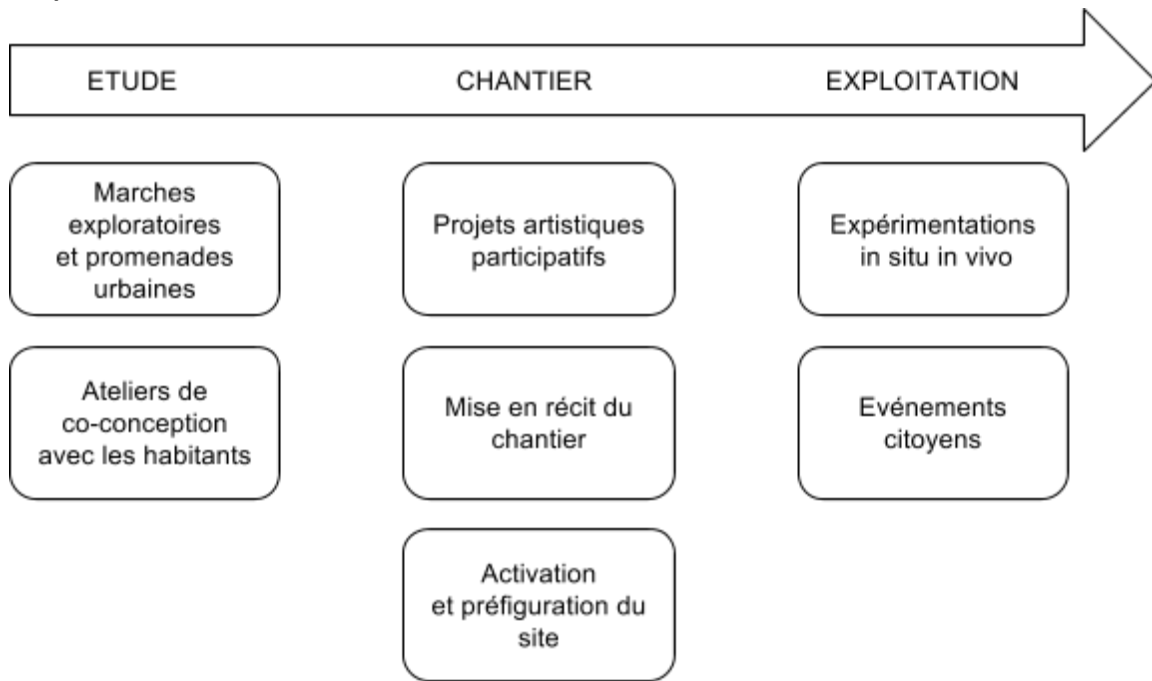 ETUDE
CHANTIER
EXPLOITATION
Marches
exploratoires
et promenades
urbaines
Projets artistiques
participatifs
Expérimentations
in situ in vivo
Ateliers de
co-conception
avec les habitants
Mise en récit du
chantier
Evénements
citoyens
Activation
et préfiguration du
site